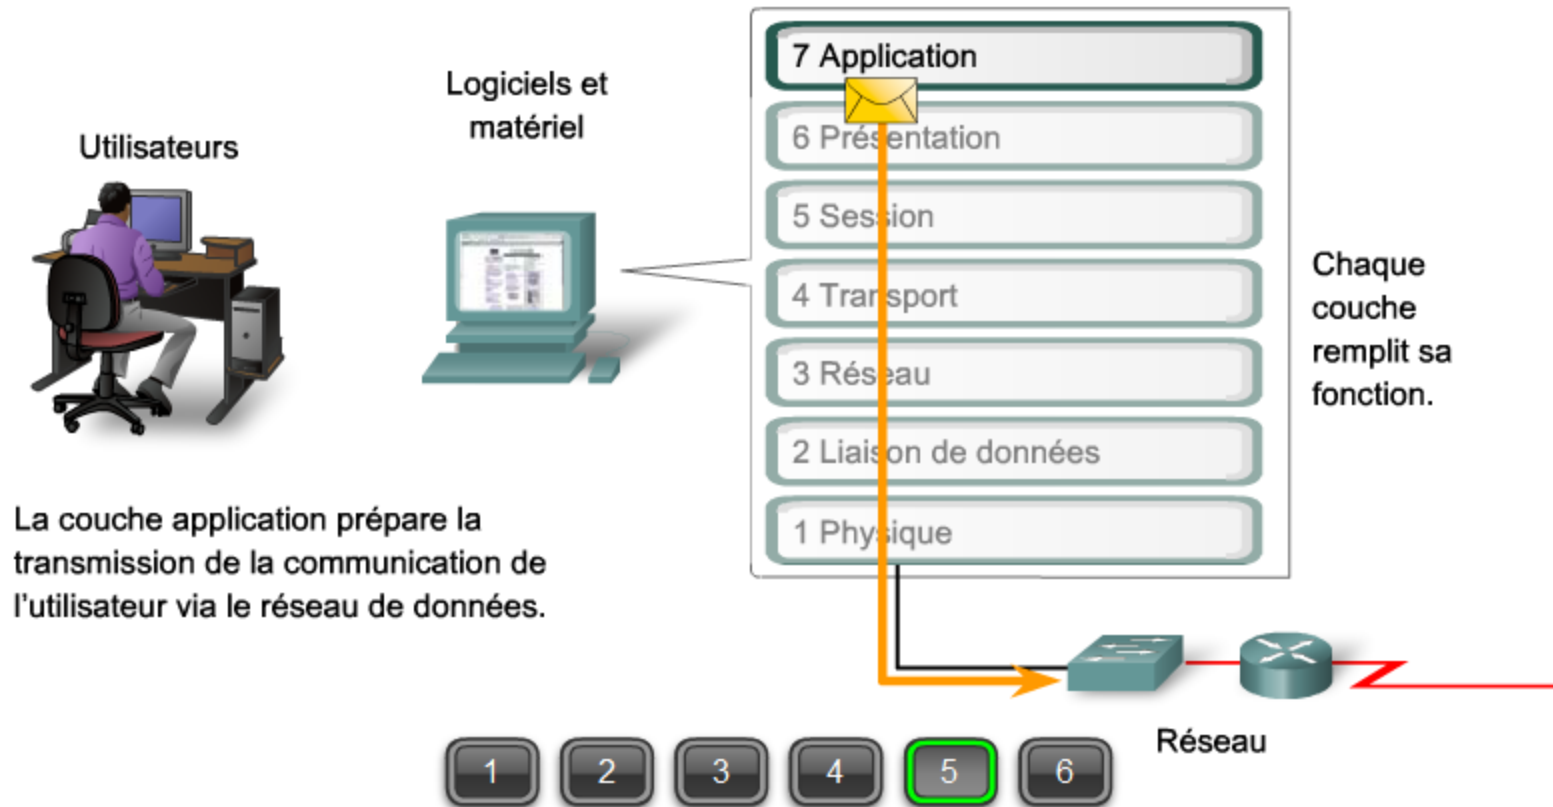 Utilisateurs
Logiciels et
matériel
7 Application
6 Présentation
5 Session
4 Transport
3 Réseau
2 Liaison de données
1 Physique
Chaque
couche
remplit sa
fonction.
La couche application prépare la
transmission de la communication de
l'utilisateur via le réseau de données.
Réseau
1 2 3 4 5 6